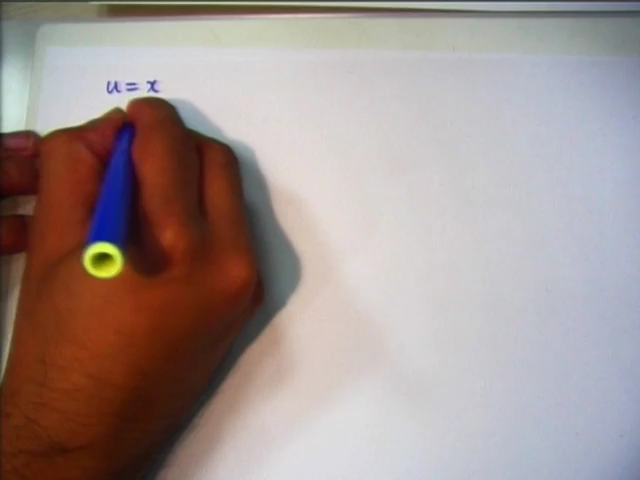 u = x